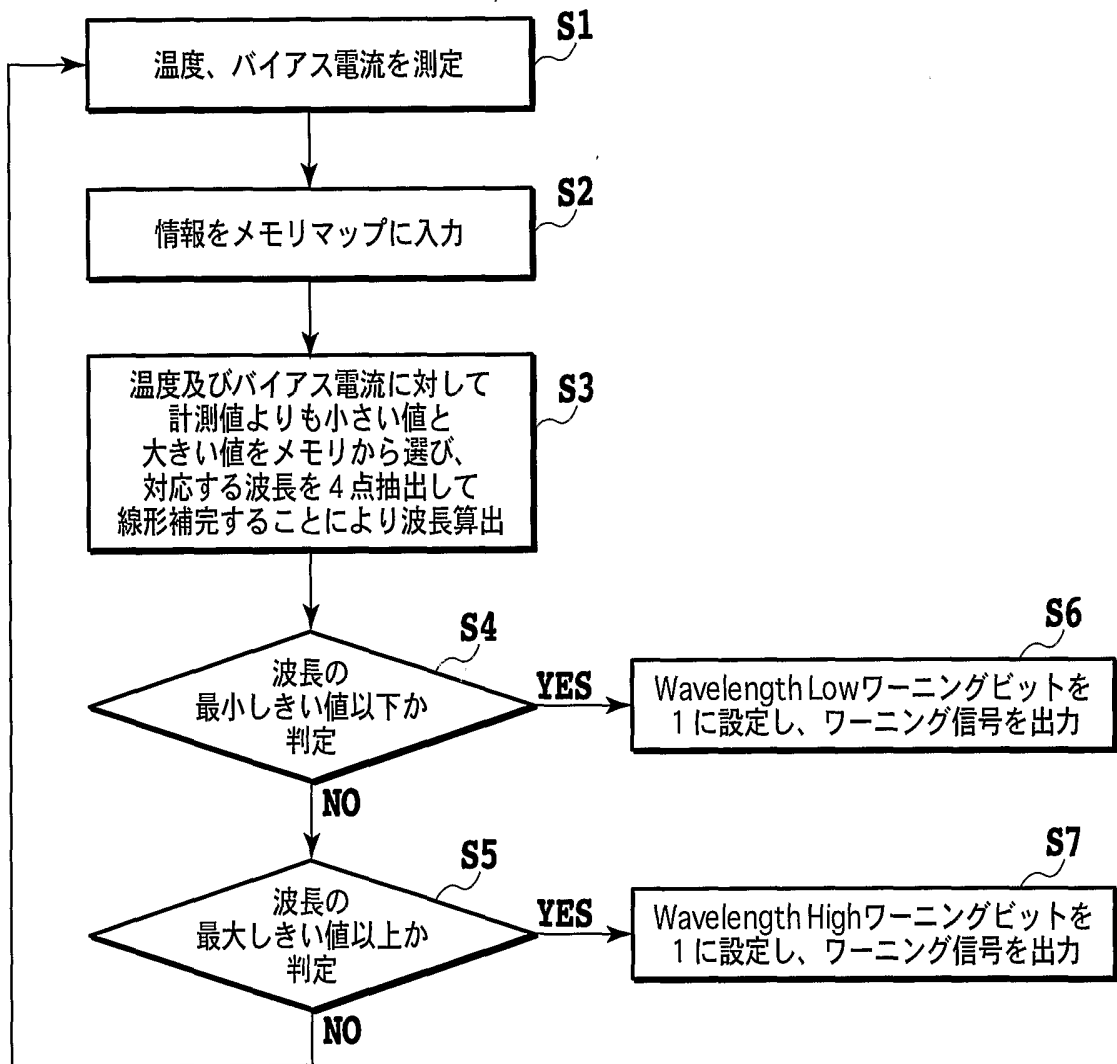 S1
温度、バイアス電流を測定
S2
情報をメモリマップに入力
S3
温度及びバイアス電流に対して
計測値よりも小さい値と
大きい値をメモリから選び、
対応する波長を4点抽出して
線形補完することにより波長算出
S4
波長の
最小しきい値以下か
判定
YES
S6
Wavelength Lowワーニングビットを
1に設定し、ワーニング信号を出力
NO
S5
波長の
最大しきい値以上か
判定
YES
S7
Wavelength Highワーニングビットを
1に設定し、ワーニング信号を出力
NO